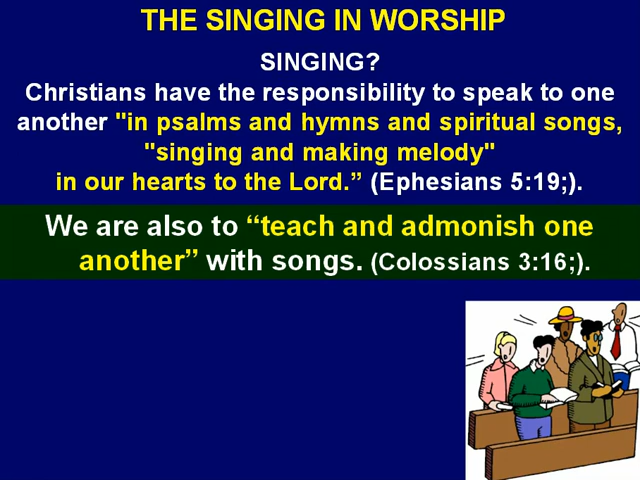 THE SINGING IN WORSHIP
SINGING?
Christians have the responsibility to speak to one
another "in psalms and hymns and spiritual songs,
"singing and making melody"
in our hearts to the Lord.” (Ephesians 5:19;).
We are also to “teach and admonish one
another” with songs. (Colossians 3:16;).